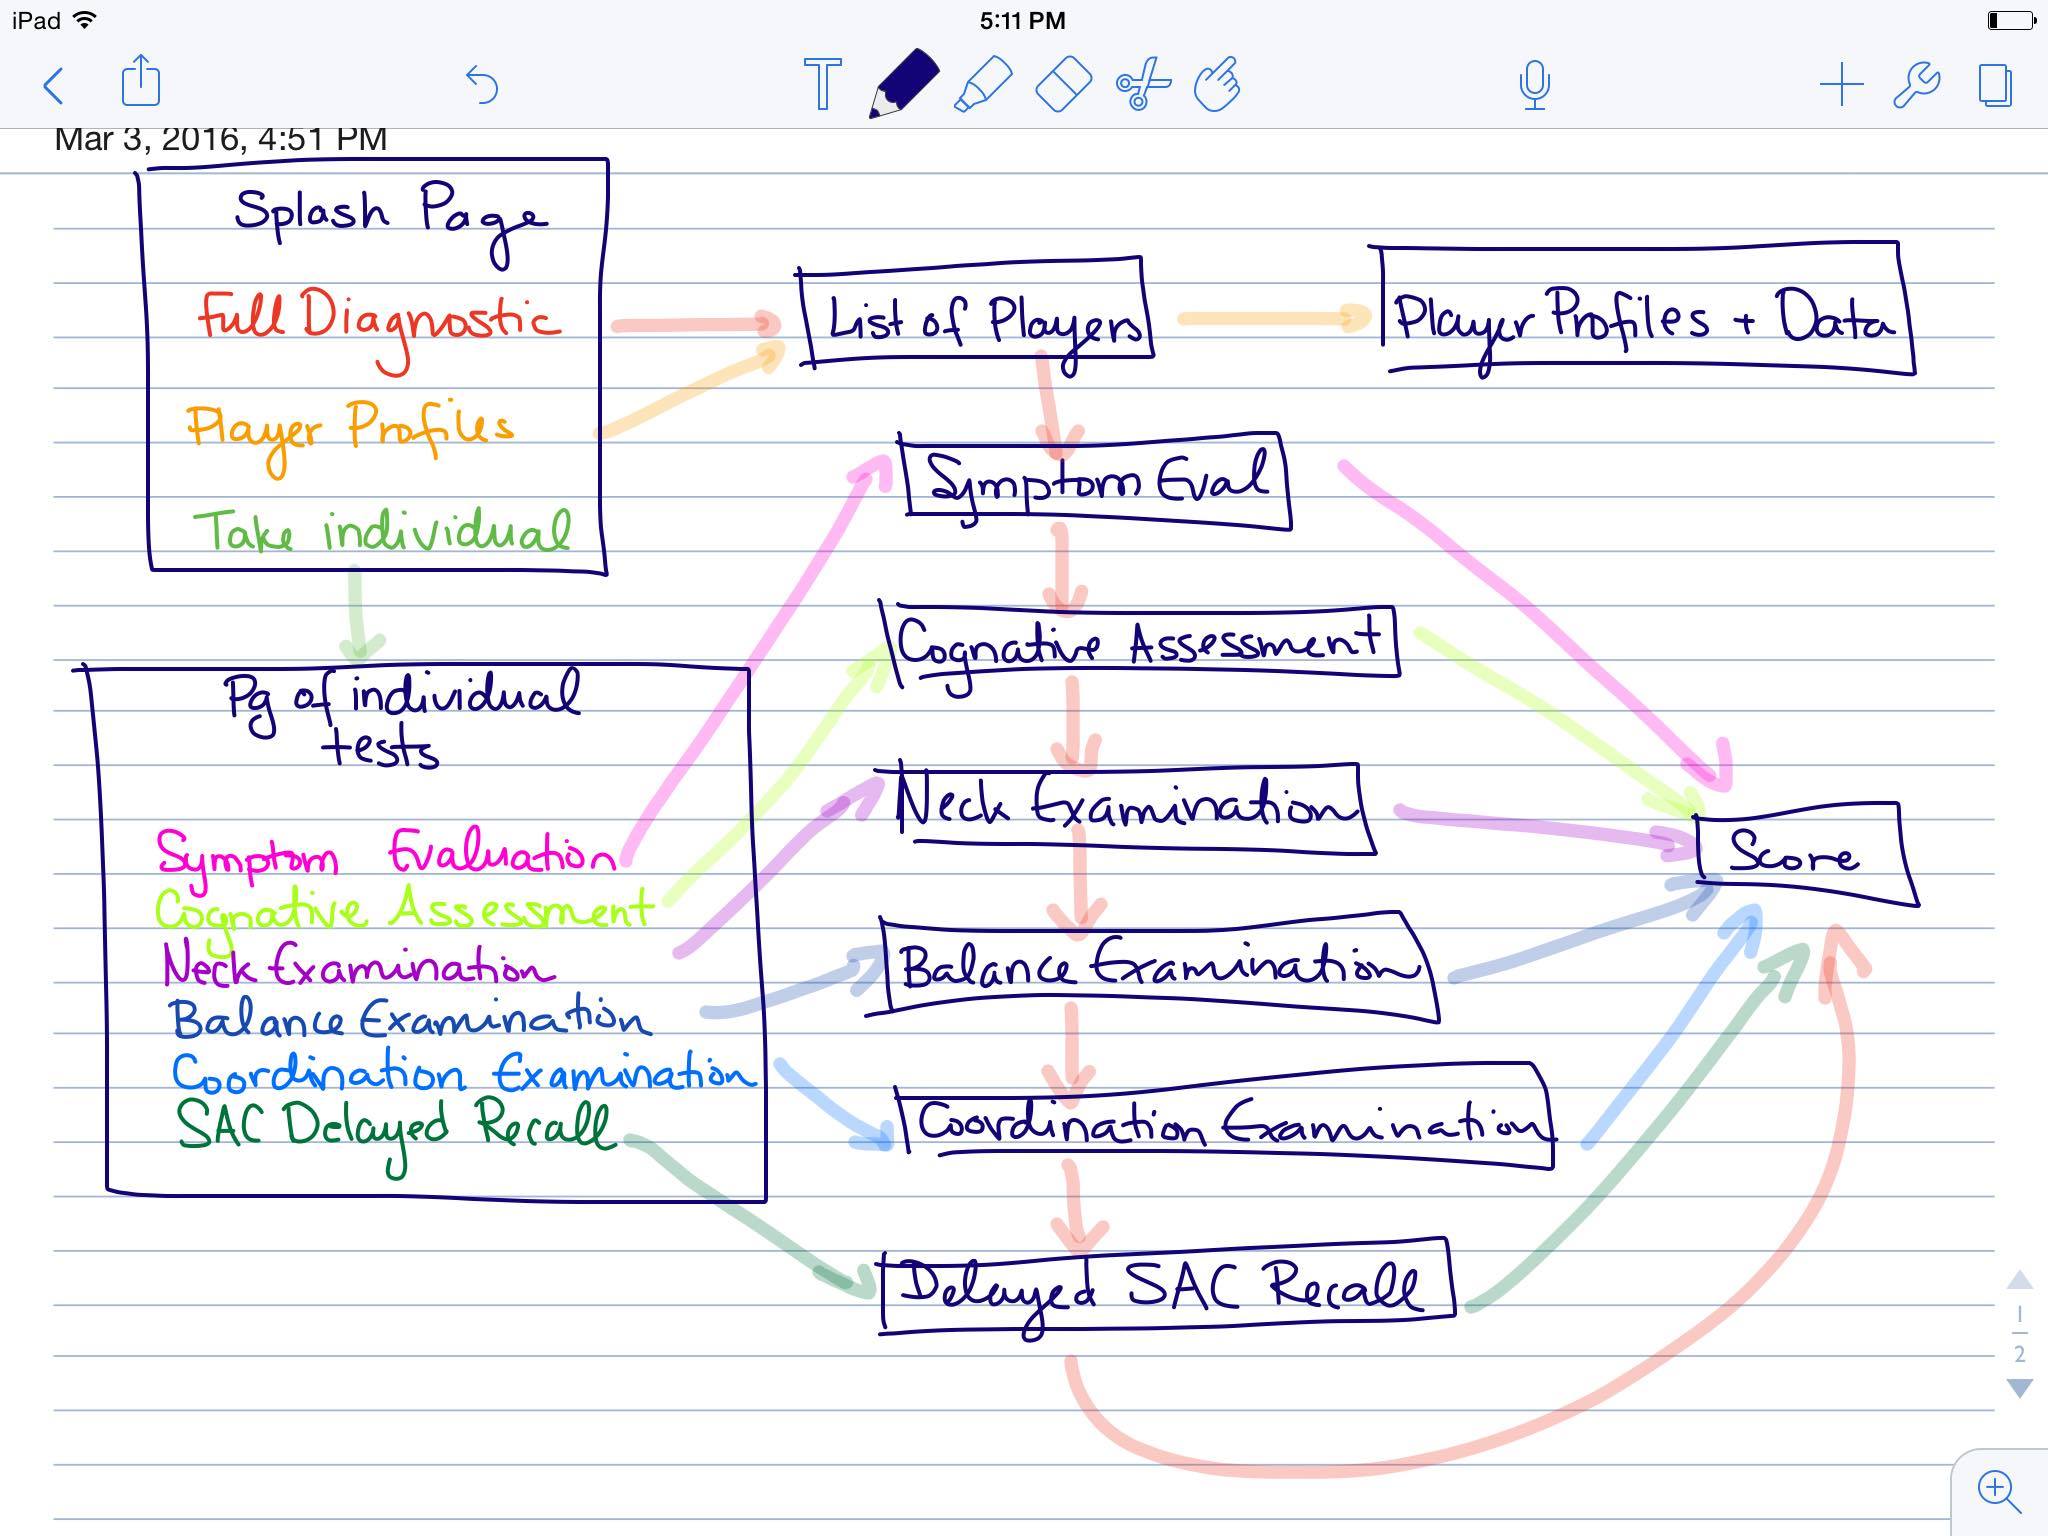 iPad 5:11 PM
T
Mar 3, 2016, 4:51 PM
Splash Page
Full Diagnostic
Player Profiles
Take individual
List of Players
Player Profiles + Data
Symptom Eval
Cognative Assessment
Neck Examination
Balance Examination
Coordination Examination
Delayed SAC Recall
Score
Pg of individual
tests
Symptom Evaluation
Cognative Assessment
Neck Examination
Balance Examination
Coordination Examination
SAC Delayed Recall
1
2